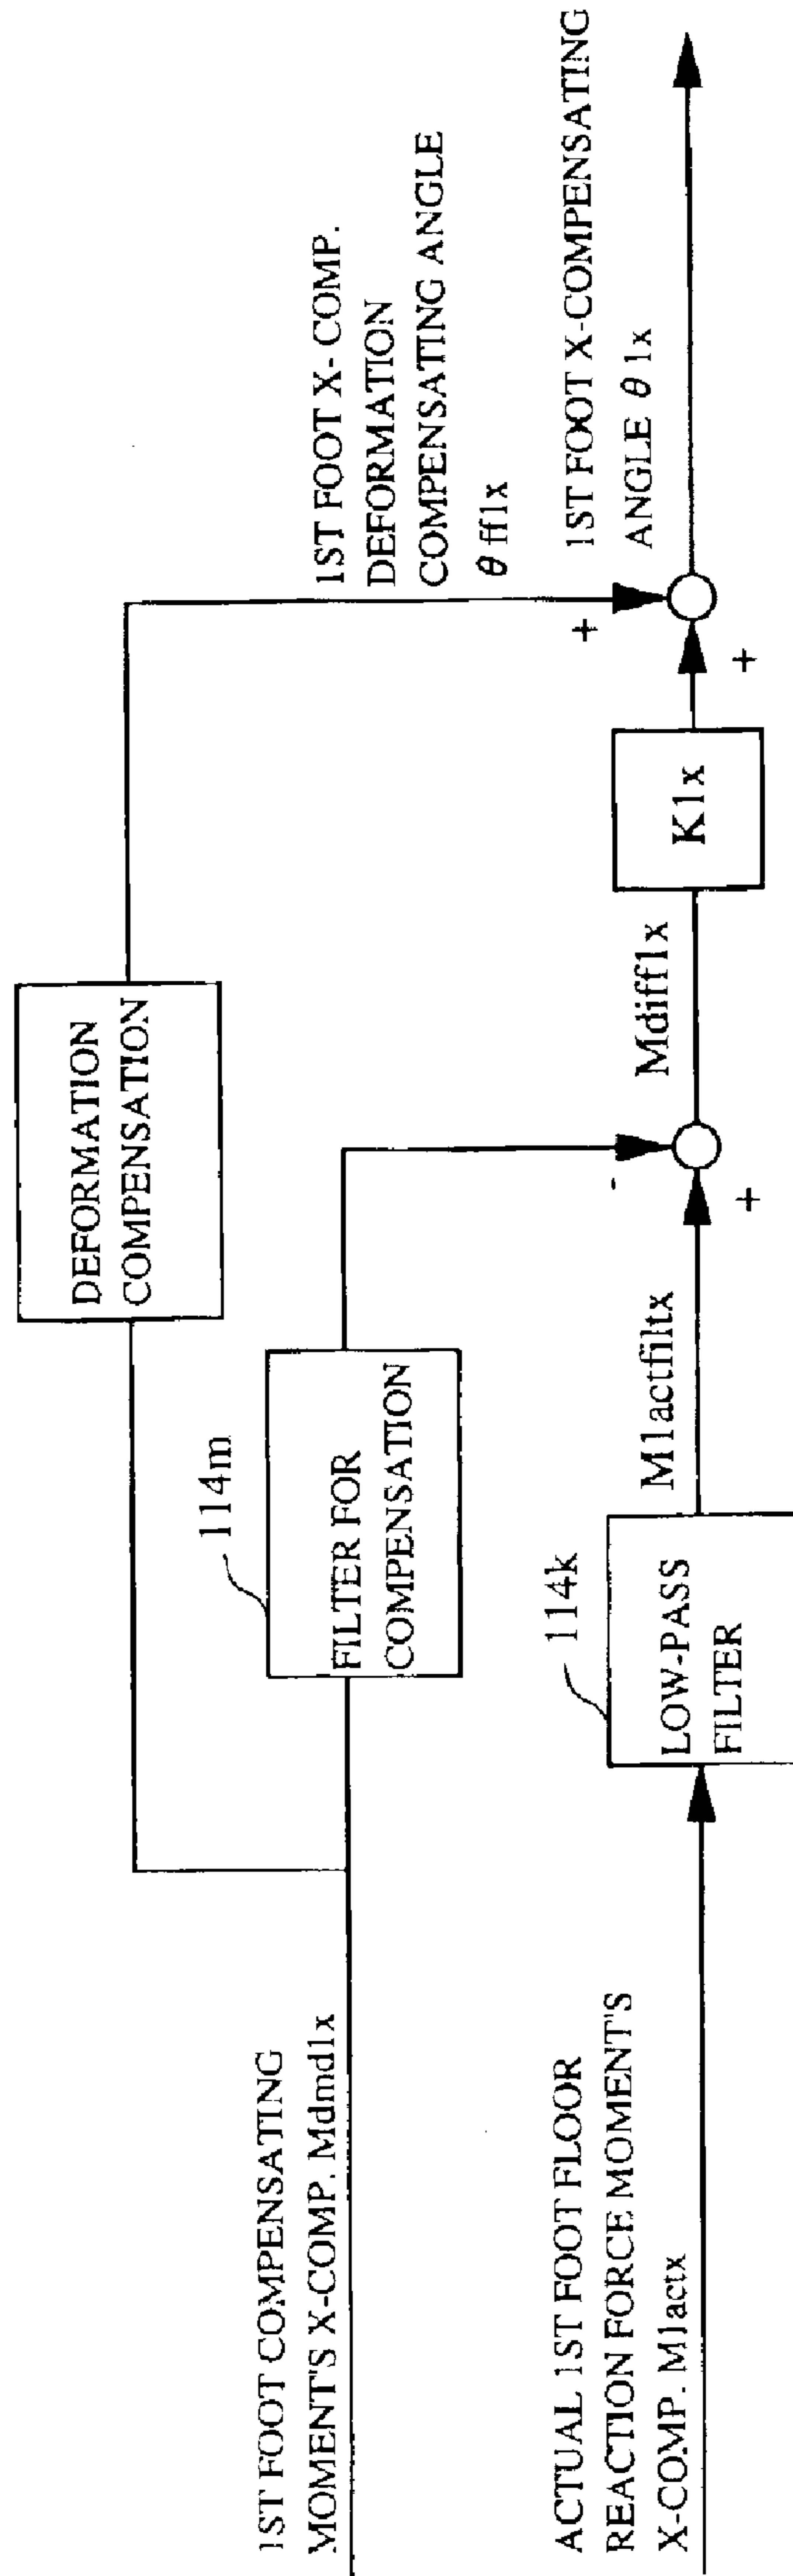 1ST FOOT COMPENSATING
MOMENT'S X-COMP. Mdmd1x
ACTUAL 1ST FOOT FLOOR
REACTION FORCE MOMENT'S
X-COMP. M1actx
DEFORMATION
COMPENSATION
114m
FILTER FOR
COMPENSATION
114k
LOW-PASS
FILTER
M1actfiltx
-
+
Mdiff1x
K1x
1ST FOOT X- COMP.
DEFORMATION
COMPENSATING ANGLE
θ ff1x
+
+
1ST FOOT X-COMPENSATING
ANGLE θ 1x